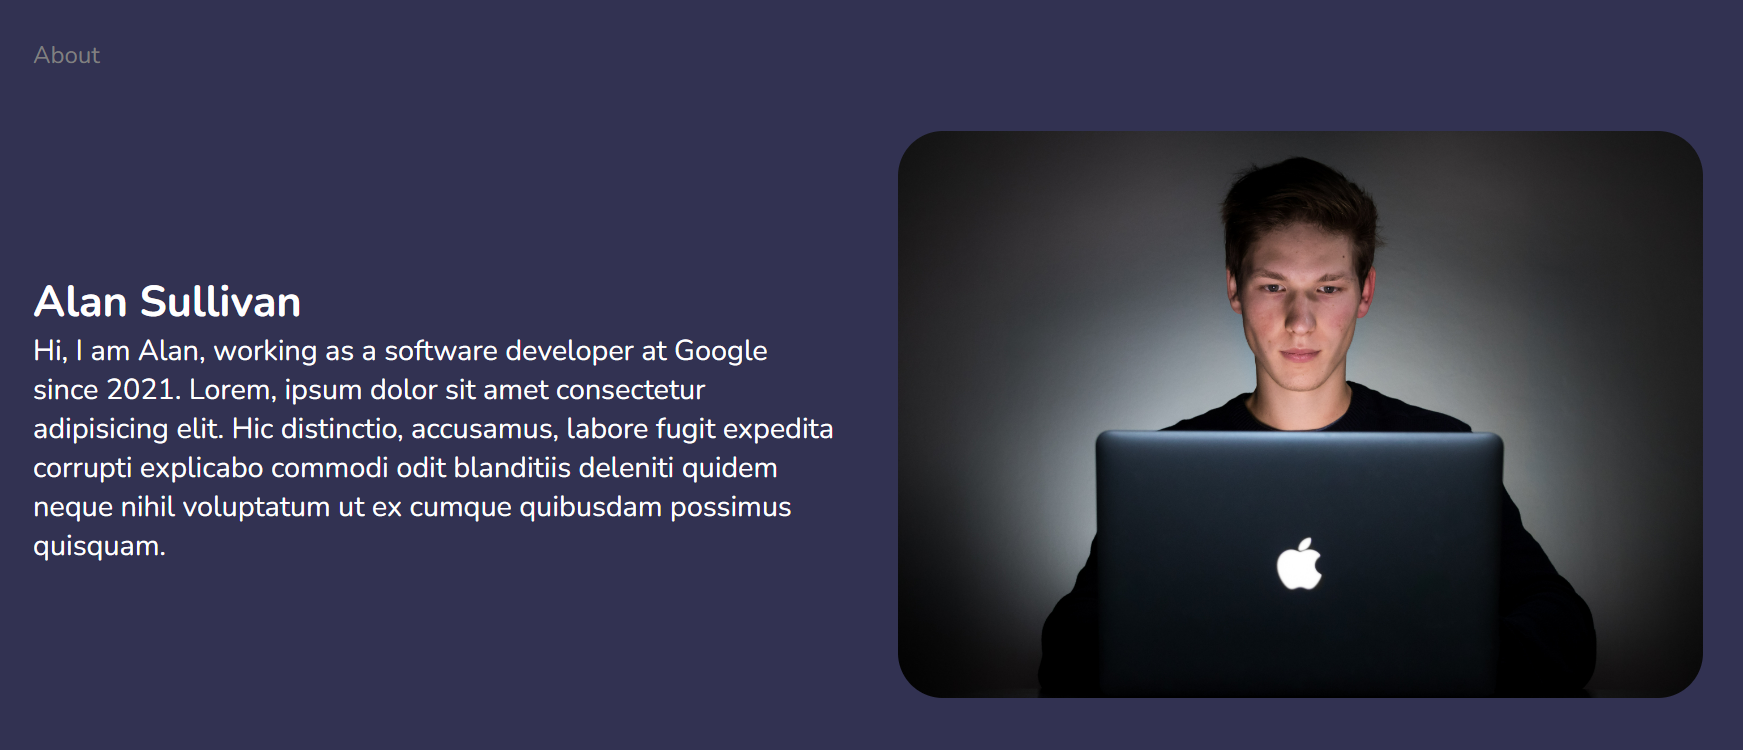 About
Alan Sullivan
Hi, I am Alan, working as a software developer at Google
since 2021. Lorem, ipsum dolor sit amet consectetur
adipisicing elit. Hic distinctio, accusamus, labore fugit expedita
corrupti explicabo commodi odit blanditiis deleniti quidem
neque nihil voluptatum ut ex cumque quibusdam possimus
quisquam.